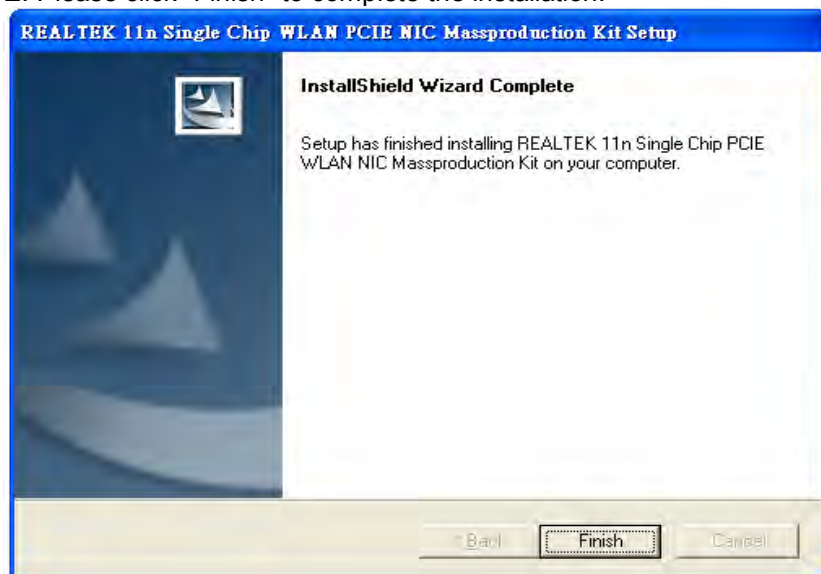 2. Please click "Finish" to complete the installation.
REALTEK 11n Single Chip WLAN PCIE NIC Massproduction Kit Setup
InstallShield Wizard Complete
Setup has finished installing REALTEK 11n Single Chip PCIE
WLAN NIC Massproduction Kit on your computer.
< Back
Finish
Cancel